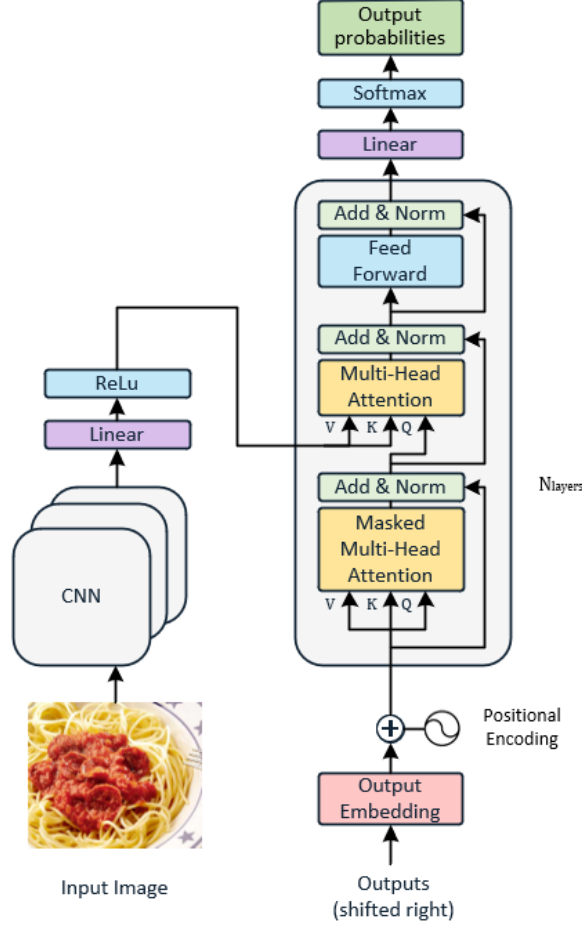 Output
probabilities
Softmax
Linear
Add & Norm
Feed
Forward
Add & Norm
Multi-Head
Attention
V K Q
Add & Norm
Masked
Multi-Head
Attention
V K Q
Nlayers
ReLu
Linear
CNN
Positional
Encoding
Output
Embedding
Input Image
Outputs
(shifted right)